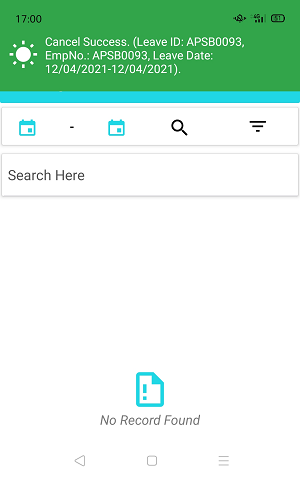 17:00
51
Cancel Success. (Leave ID: APSB0093,
EmpNo.: APSB0093, Leave Date:
12/04/2021-12/04/2021).
-
Search Here
No Record Found